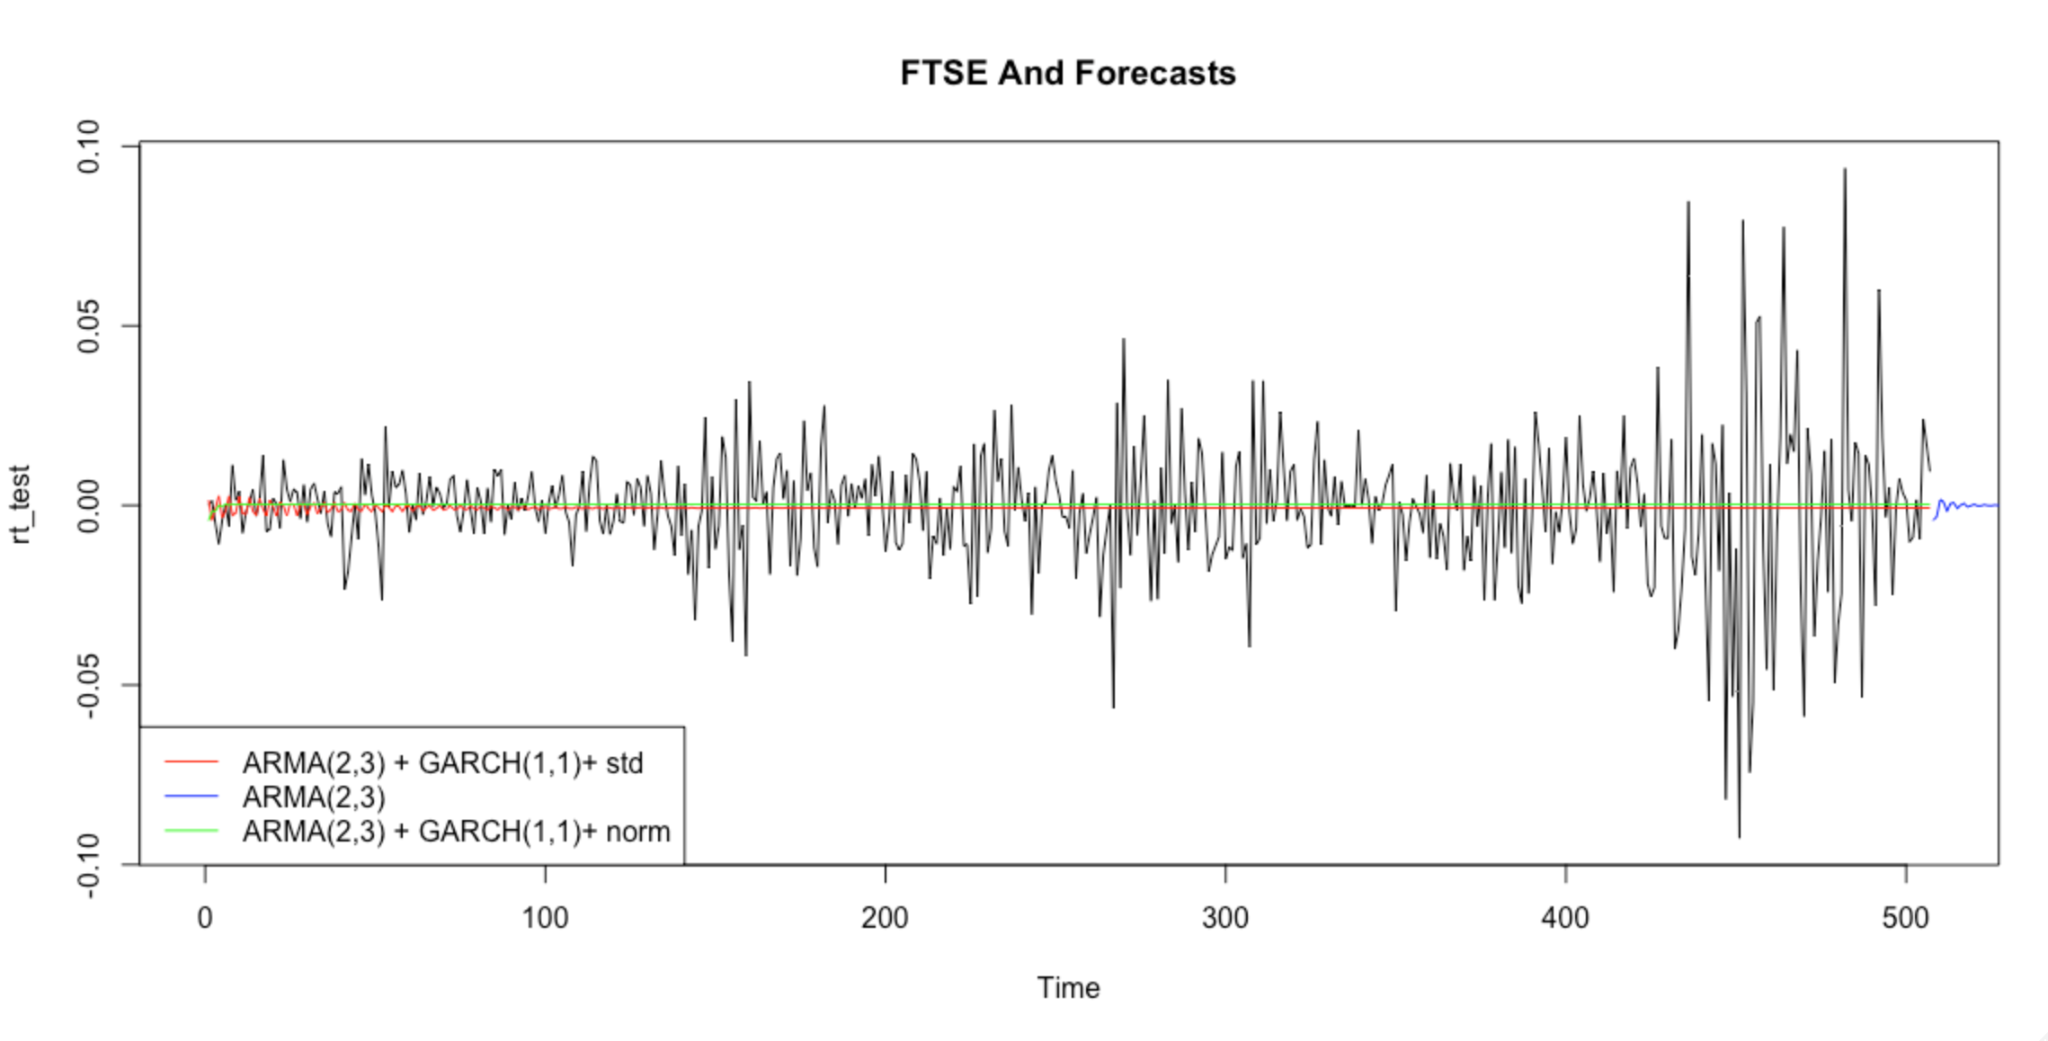 FTSE And Forecasts
rt_test
0.10
0.05
0.00
-0.05
-0.10
ARMA(2,3) + GARCH(1,1)+ std
ARMA(2,3)
ARMA(2,3) + GARCH(1,1)+ norm
0 100 200 300 400 500
Time